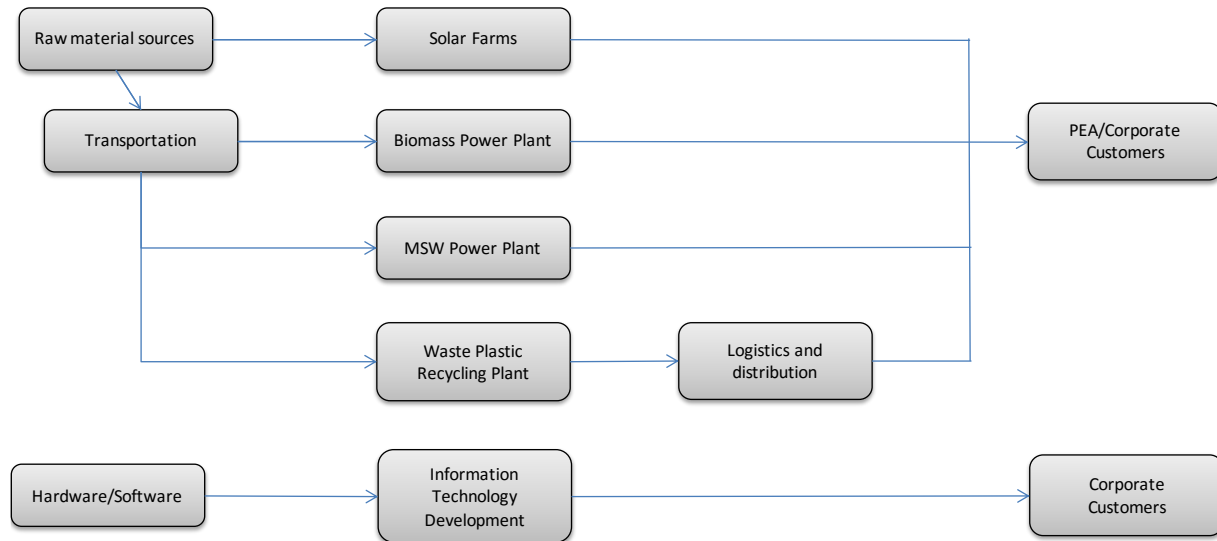 Raw material sources
Solar Farms
Transportation
Biomass Power Plant
PEA/Corporate
Customers
MSW Power Plant
Waste Plastic
Recycling Plant
Logistics and
distribution
Hardware/Software
Information
Technology
Development
Corporate
Customers